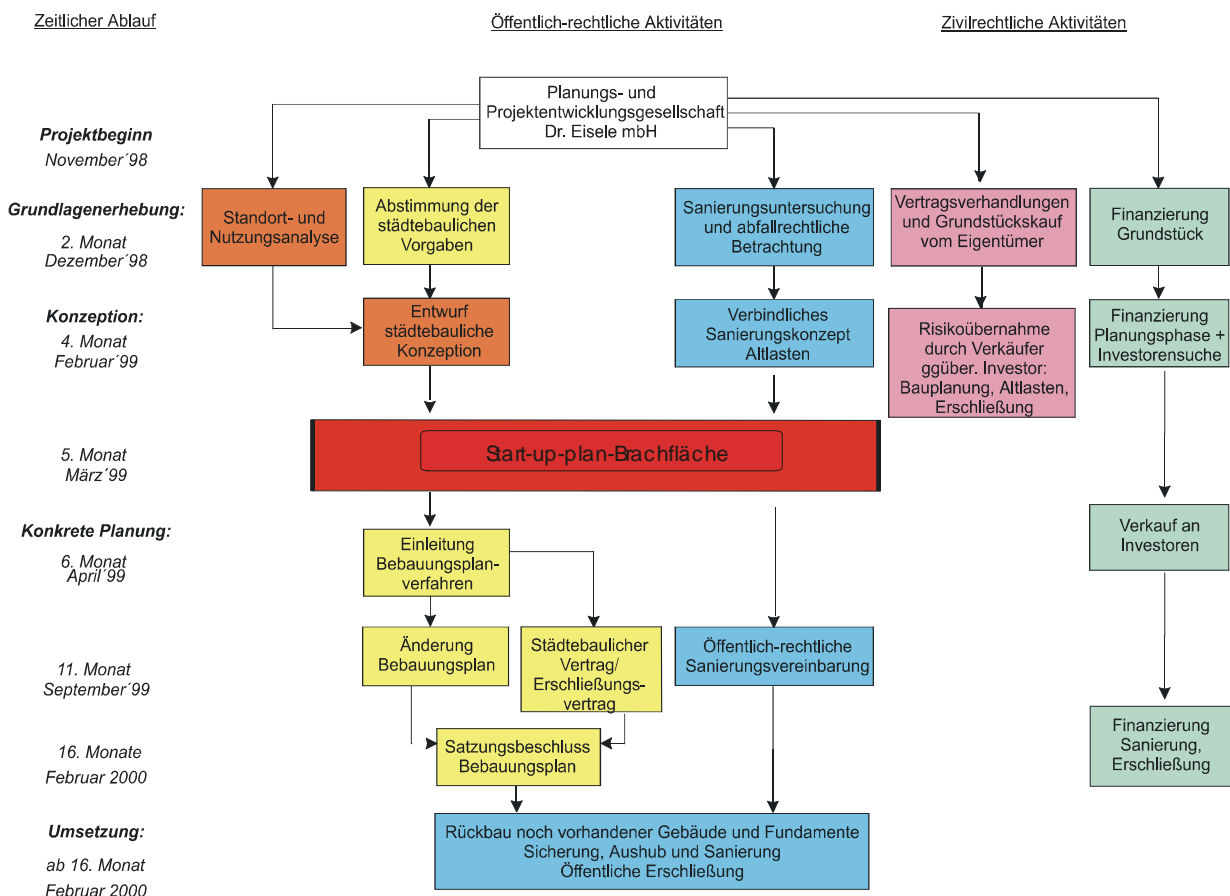 Zeitlicher Ablauf
Öffentlich-rechtliche Aktivitäten
Zivilrechtliche Aktivitäten
Planungs- und
Projektentwicklungsgesellschaft
Dr. Eisele mbH
Projektbeginn
November´98
Grundlagenerhebung:
2. Monat
Dezember´98
Standort- und
Nutzungsanalyse
Abstimmung der
städtebaulichen
Vorgaben
Sanierungsuntersuchung
und abfallrechtliche
Betrachtung
Vertragsverhandlungen
und Grundstückskauf
vom Eigentümer
Finanzierung
Grundstück
Konzeption:
4. Monat
Februar´99
Entwurf
städtebauliche
Konzeption
Verbindliches
Sanierungskonzept
Altlasten
Risikoübernahme
durch Verkäufer
ggüber. Investor:
Bauplanung, Altlasten,
Erschließung
Finanzierung
Planungsphase +
Investorensuche
5. Monat
März´99
Start-up-plan-Brachfläche
Konkrete Planung:
6. Monat
April´99
Einleitung
Bebauungsplan-
verfahren
Verkauf an
Investoren
11. Monat
September´99
Änderung
Bebauungsplan
Städtebaulicher
Vertrag/
Erschließungs-
vertrag
Öffentlich-rechtliche
Sanierungsvereinbarung
16. Monate
Februar 2000
Satzungsbeschluss
Bebauungsplan
Finanzierung
Sanierung,
Erschließung
Umsetzung:
ab 16. Monat
Februar 2000
Rückbau noch vorhandener Gebäude und Fundamente
Sicherung, Aushub und Sanierung
Öffentliche Erschließung